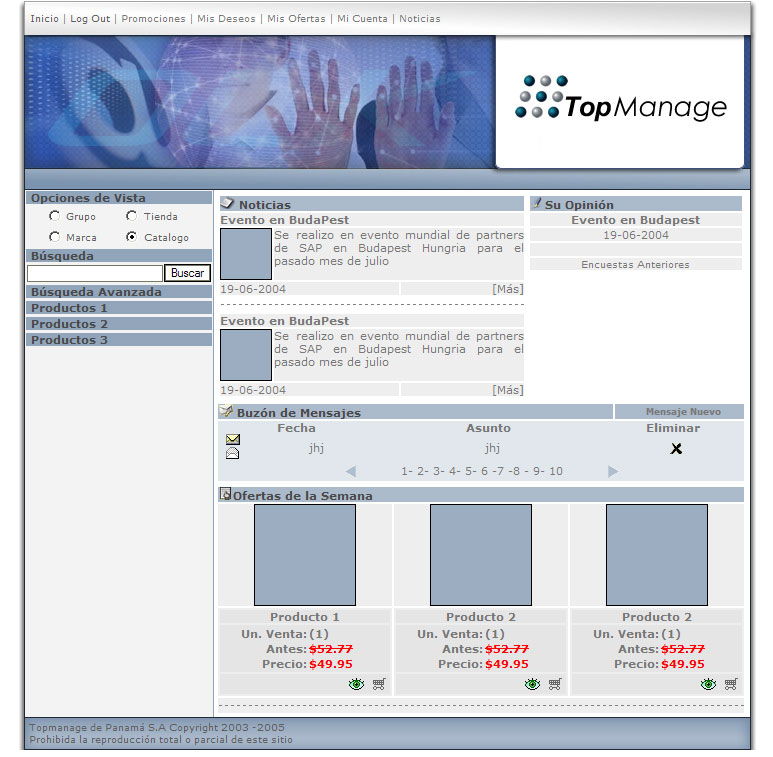 Inicio | Log Out | Promociones | Mis Deseos | Mis Ofertas | Mi Cuenta | Noticias
TopManage
Opciones de Vista
Grupo Tienda
Marca Catalogo
Búsqueda
Buscar
Búsqueda Avanzada
Productos 1
Productos 2
Productos 3
Noticias
Evento en BudaPest
Se realizo en evento mundial de partners
de SAP en Budapest Hungria para el
pasado mes de julio
19-06-2004 [Más]
Evento en BudaPest
Se realizo en evento mundial de partners
de SAP en Budapest Hungria para el
pasado mes de julio
19-06-2004 [Más]
Su Opinión
Evento en Budapest
19-06-2004
Encuestas Anteriores
Buzón de Mensajes Mensaje Nuevo
Fecha Asunto Eliminar
jhj jhj
1- 2- 3- 4- 5- 6 -7 -8 - 9- 10
Ofertas de la Semana
Producto 1 Producto 2 Producto 2
Un. Venta: (1) Un. Venta: (1) Un. Venta: (1)
Antes: $52.77 Antes: $52.77 Antes: $52.77
Precio: $49.95 Precio: $49.95 Precio: $49.95
Topmanage de Panamá S.A Copyright 2003 -2005
Prohibida la reproducción total o parcial de este sitio